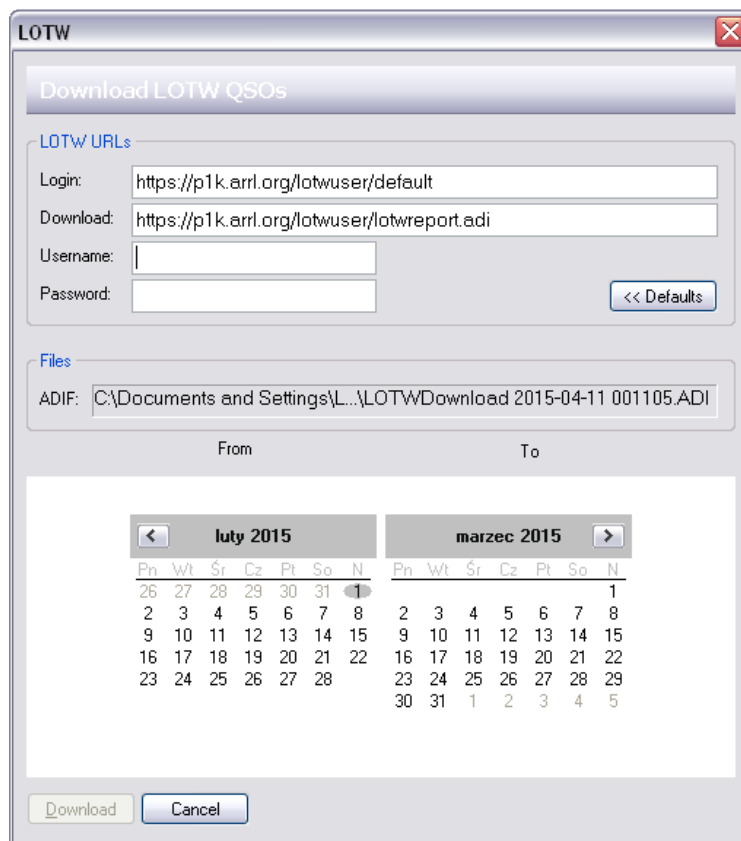 LOTW
Download LOTW QSOs
LOTW URLs
Login: https://p1k.arrl.org/lotwuser/default
Download: https://p1k.arrl.org/lotwuser/lotwreport.adi
Username:
Password:
<< Defaults
Files
ADIF: C:\Documents and Settings\L...\LOTWDownload 2015-04-11 001105.ADI
From To
< luty 2015 marzec 2015 >
Pn Wt Śr Cz Pt So N Pn Wt Śr Cz Pt So N
26 27 28 29 30 31 1 1
2 3 4 5 6 7 8 2 3 4 5 6 7 8
9 10 11 12 13 14 15 9 10 11 12 13 14 15
16 17 18 19 20 21 22 16 17 18 19 20 21 22
23 24 25 26 27 28 23 24 25 26 27 28 29
30 31 1 2 3 4 5
Download Cancel